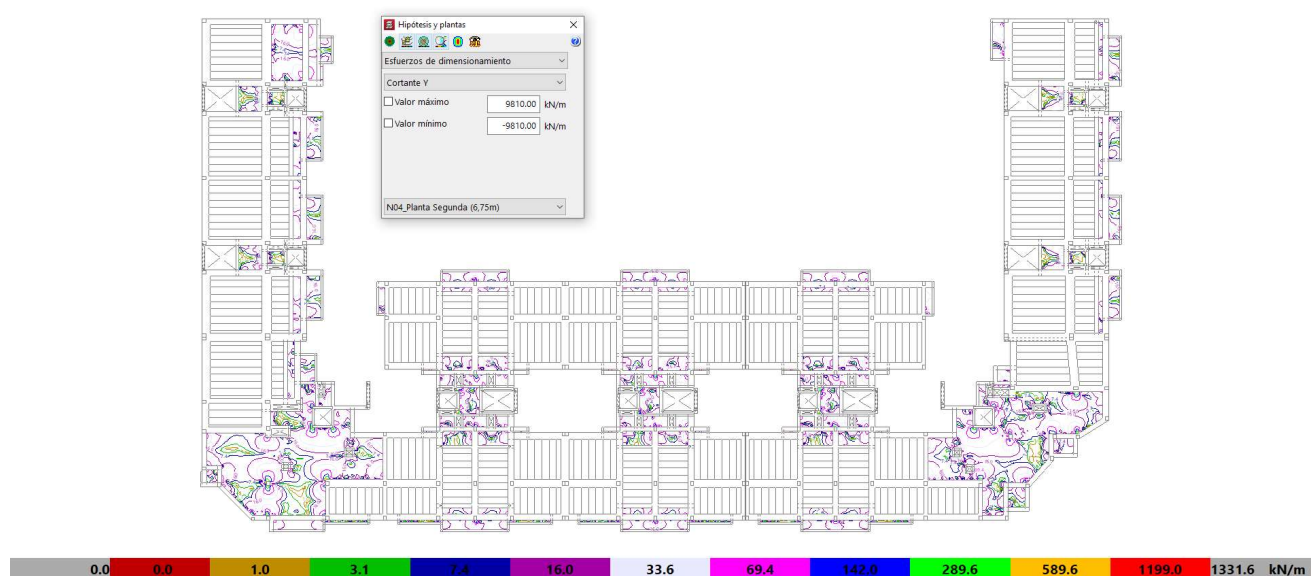 Hipótesis y plantas
Esfuerzos de dimensionamiento
Cortante Y
Valor máximo 9810.00 kN/m
Valor mínimo -9810.00 kN/m
N04_Planta Segunda (6,75m)
0.0 0.0 1.0 3.1 7.4 16.0 33.6 69.4 142.0 289.6 589.6 1199.0 1331.6 kN/m